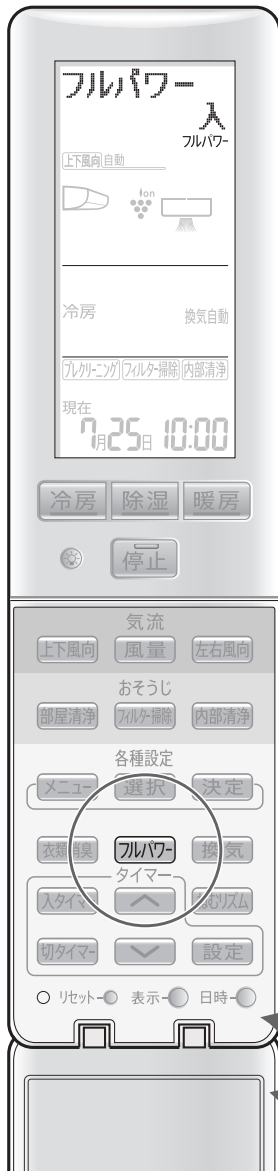 フルパワー
入
フルパワー
上下風向 自動
ion
冷房 換気自動
プレクリーニング フィルター掃除 内部清浄
現在
7月25日 10:00
冷房 除湿 暖房
停止
気流
上下風向 風量 左右風向
おそうじ
部屋清浄 フィルター掃除 内部清浄
各種設定
メニュー 選択 決定
衣類消臭 フルパワー 換気
タイマー
入タイマー ねむリズム
切タイマー 設定
リセット 表示 日時